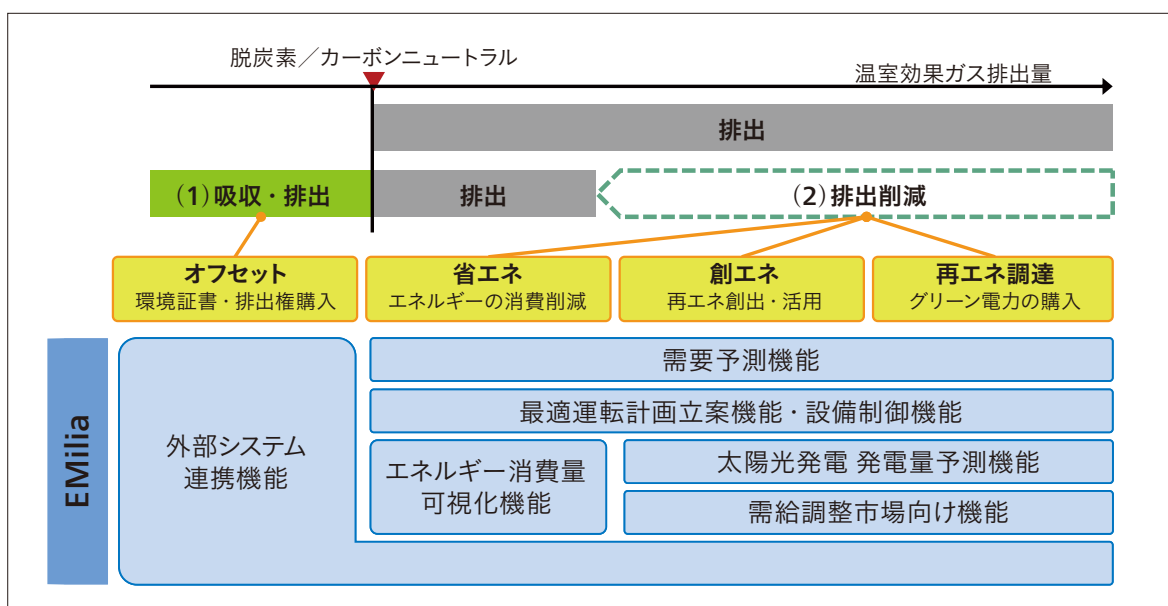 脱炭素／カーボンニュートラル
温室効果ガス排出量
排出
(1)吸収・排出
排出
(2)排出削減
オフセット
環境証書・排出権購入
省エネ
エネルギーの消費削減
創エネ
再エネ創出・活用
再エネ調達
グリーン電力の購入
EMilia
外部システム
連携機能
需要予測機能
最適運転計画立案機能・設備制御機能
エネルギー消費量
可視化機能
太陽光発電 発電量予測機能
需給調整市場向け機能